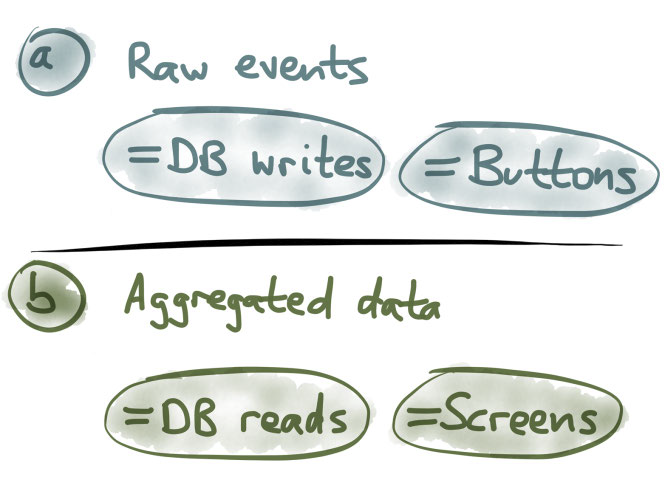 a Raw events
=DB writes =Buttons
b Aggregated data
=DB reads =Screens